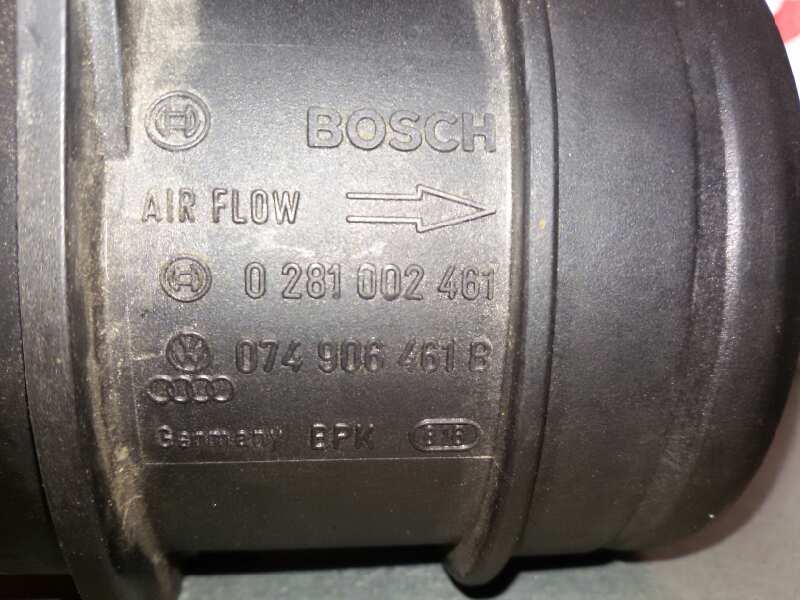 BOSCH
AIR FLOW
0 281 002 461
074 906 461 B
Germany BPK